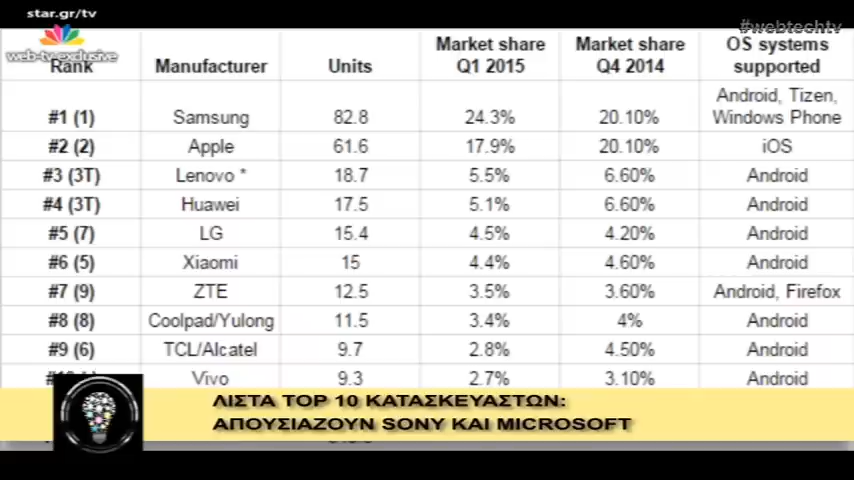 star.gr/tv
#webtechtv
web-tv-exclusive
Rank Manufacturer Units Market share Q1 2015 Market share Q4 2014 OS systems supported
#1 (1) Samsung 82.8 24.3% 20.10% Android, Tizen, Windows Phone
#2 (2) Apple 61.6 17.9% 20.10% iOS
#3 (3T) Lenovo * 18.7 5.5% 6.60% Android
#4 (3T) Huawei 17.5 5.1% 6.60% Android
#5 (7) LG 15.4 4.5% 4.20% Android
#6 (5) Xiaomi 15 4.4% 4.60% Android
#7 (9) ZTE 12.5 3.5% 3.60% Android, Firefox
#8 (8) Coolpad/Yulong 11.5 3.4% 4% Android
#9 (6) TCL/Alcatel 9.7 2.8% 4.50% Android
Vivo 9.3 2.7% 3.10% Android
ΛΙΣΤΑ TOP 10 ΚΑΤΑΣΚΕΥΑΣΤΩΝ:
ΑΠΟΥΣΙΑΖΟΥΝ SONY ΚΑΙ MICROSOFT